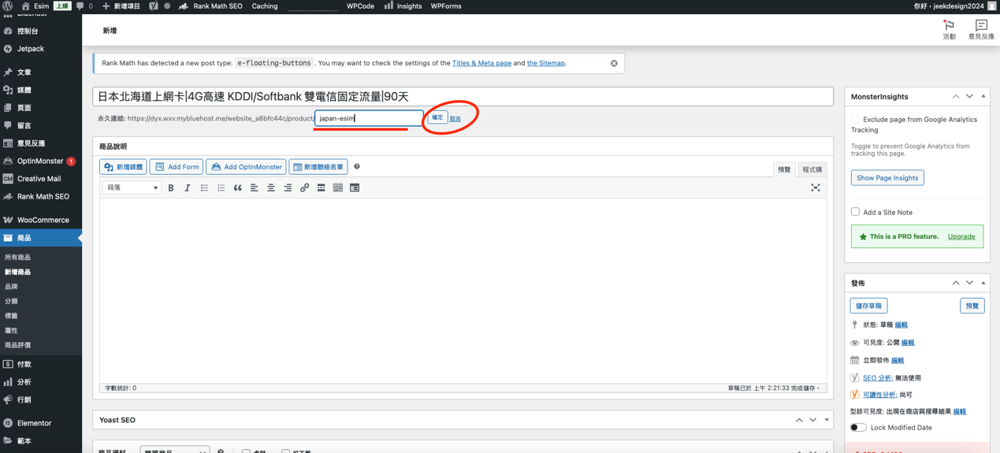 Esim 上線 0 新增項目 Rank Math SEO Caching WPCode Insights WPForms 你好，jeekdesign2024
控制台
Jetpack
文章
媒體
頁面
留言
意見反應
OptinMonster 1
CM Creative Mail
Rank Math SEO
WooCommerce
商品
所有商品
新增商品
品牌
分類
標籤
屬性
商品評價
付款
分析
行銷
Elementor
範本
新增
活動
意見反應
Rank Math has detected a new post type: e-floating-buttons . You may want to check the settings of the Titles & Meta page and the Sitemap.
日本北海道上網卡|4G高速 KDDI/Softbank 雙電信固定流量|90天
永久連結: https://dyx.wxv.mybluehost.me/website_a8bfc44c/product/ japan-esim 確定 取消
商品說明
新增媒體 Add Form Add OptinMonster 新增聯絡表單
預覽 程式碼
段落 B I
字數統計: 0 草稿已於 上午 2:21:33 完成儲存。
Yoast SEO
商品資料 簡單商品 虛擬 可下載
MonsterInsights
Exclude page from Google Analytics
Tracking
Toggle to prevent Google Analytics from
tracking this page.
Show Page Insights
Add a Site Note
This is a PRO feature. Upgrade
發佈
儲存草稿 預覽
狀態: 草稿 編輯
可見度: 公開 編輯
立即發佈 編輯
SEO 分析: 無法使用
可讀性分析: 尚可
型錄可見度: 出現在商店與搜尋結果 編輯
Lock Modified Date